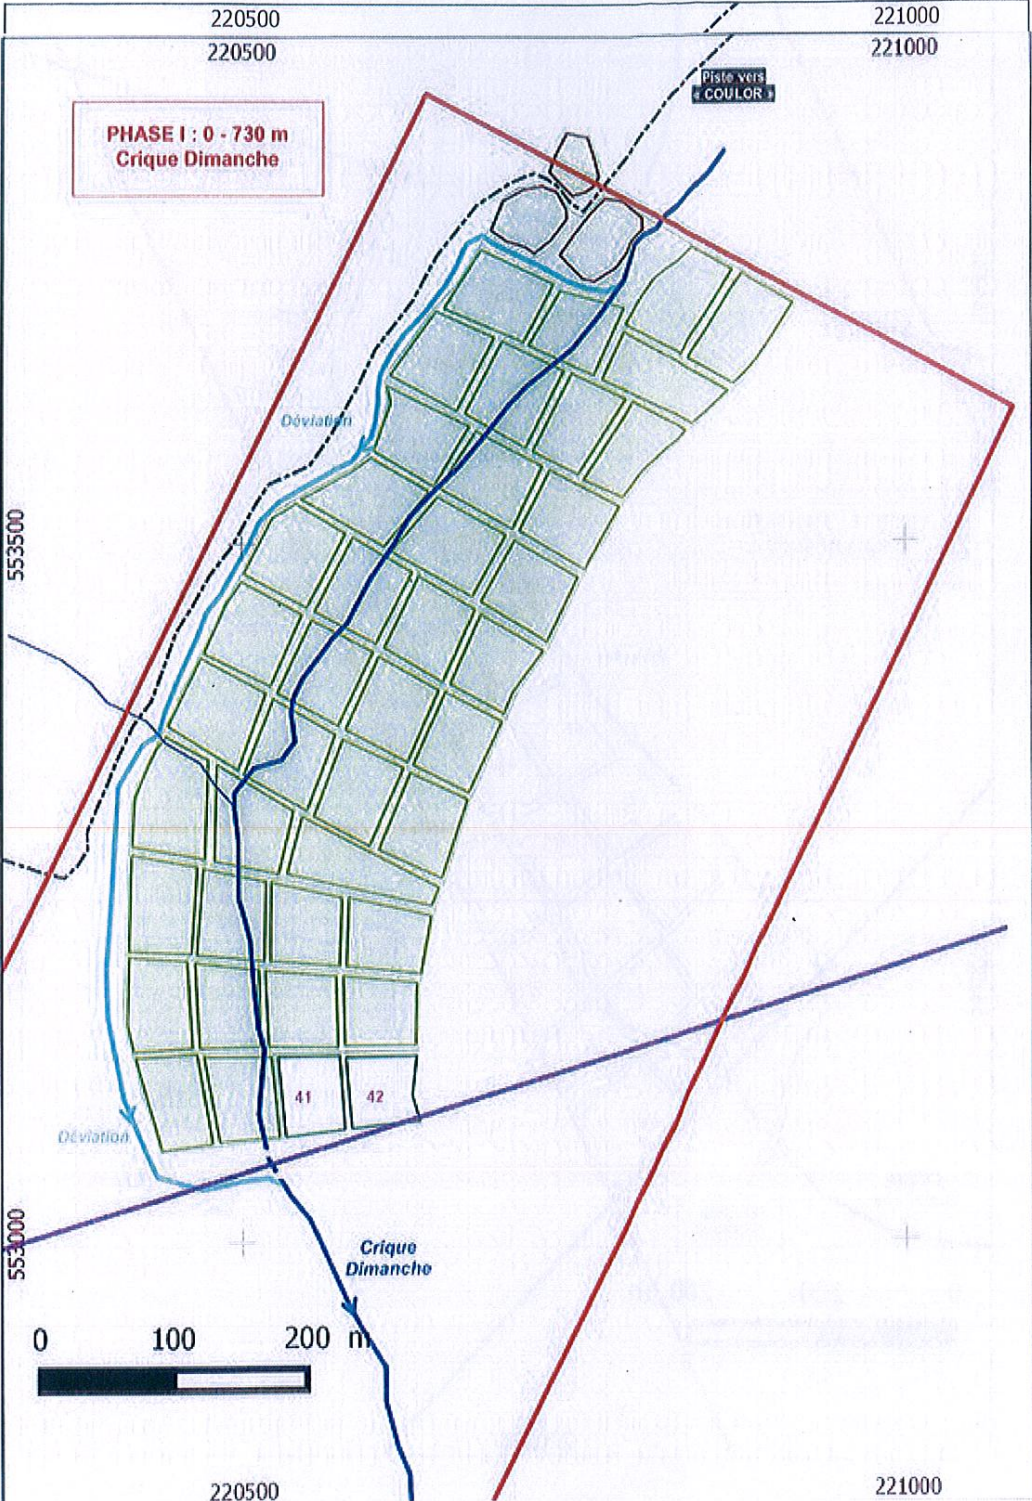 220500
221000
220500
221000
Piste vers
« COULOR »
PHASE I : 0 - 730 m
Crique Dimanche
Déviation
553500
41
42
Déviation
553000
Crique
Dimanche
0
100
200 m
220500
221000